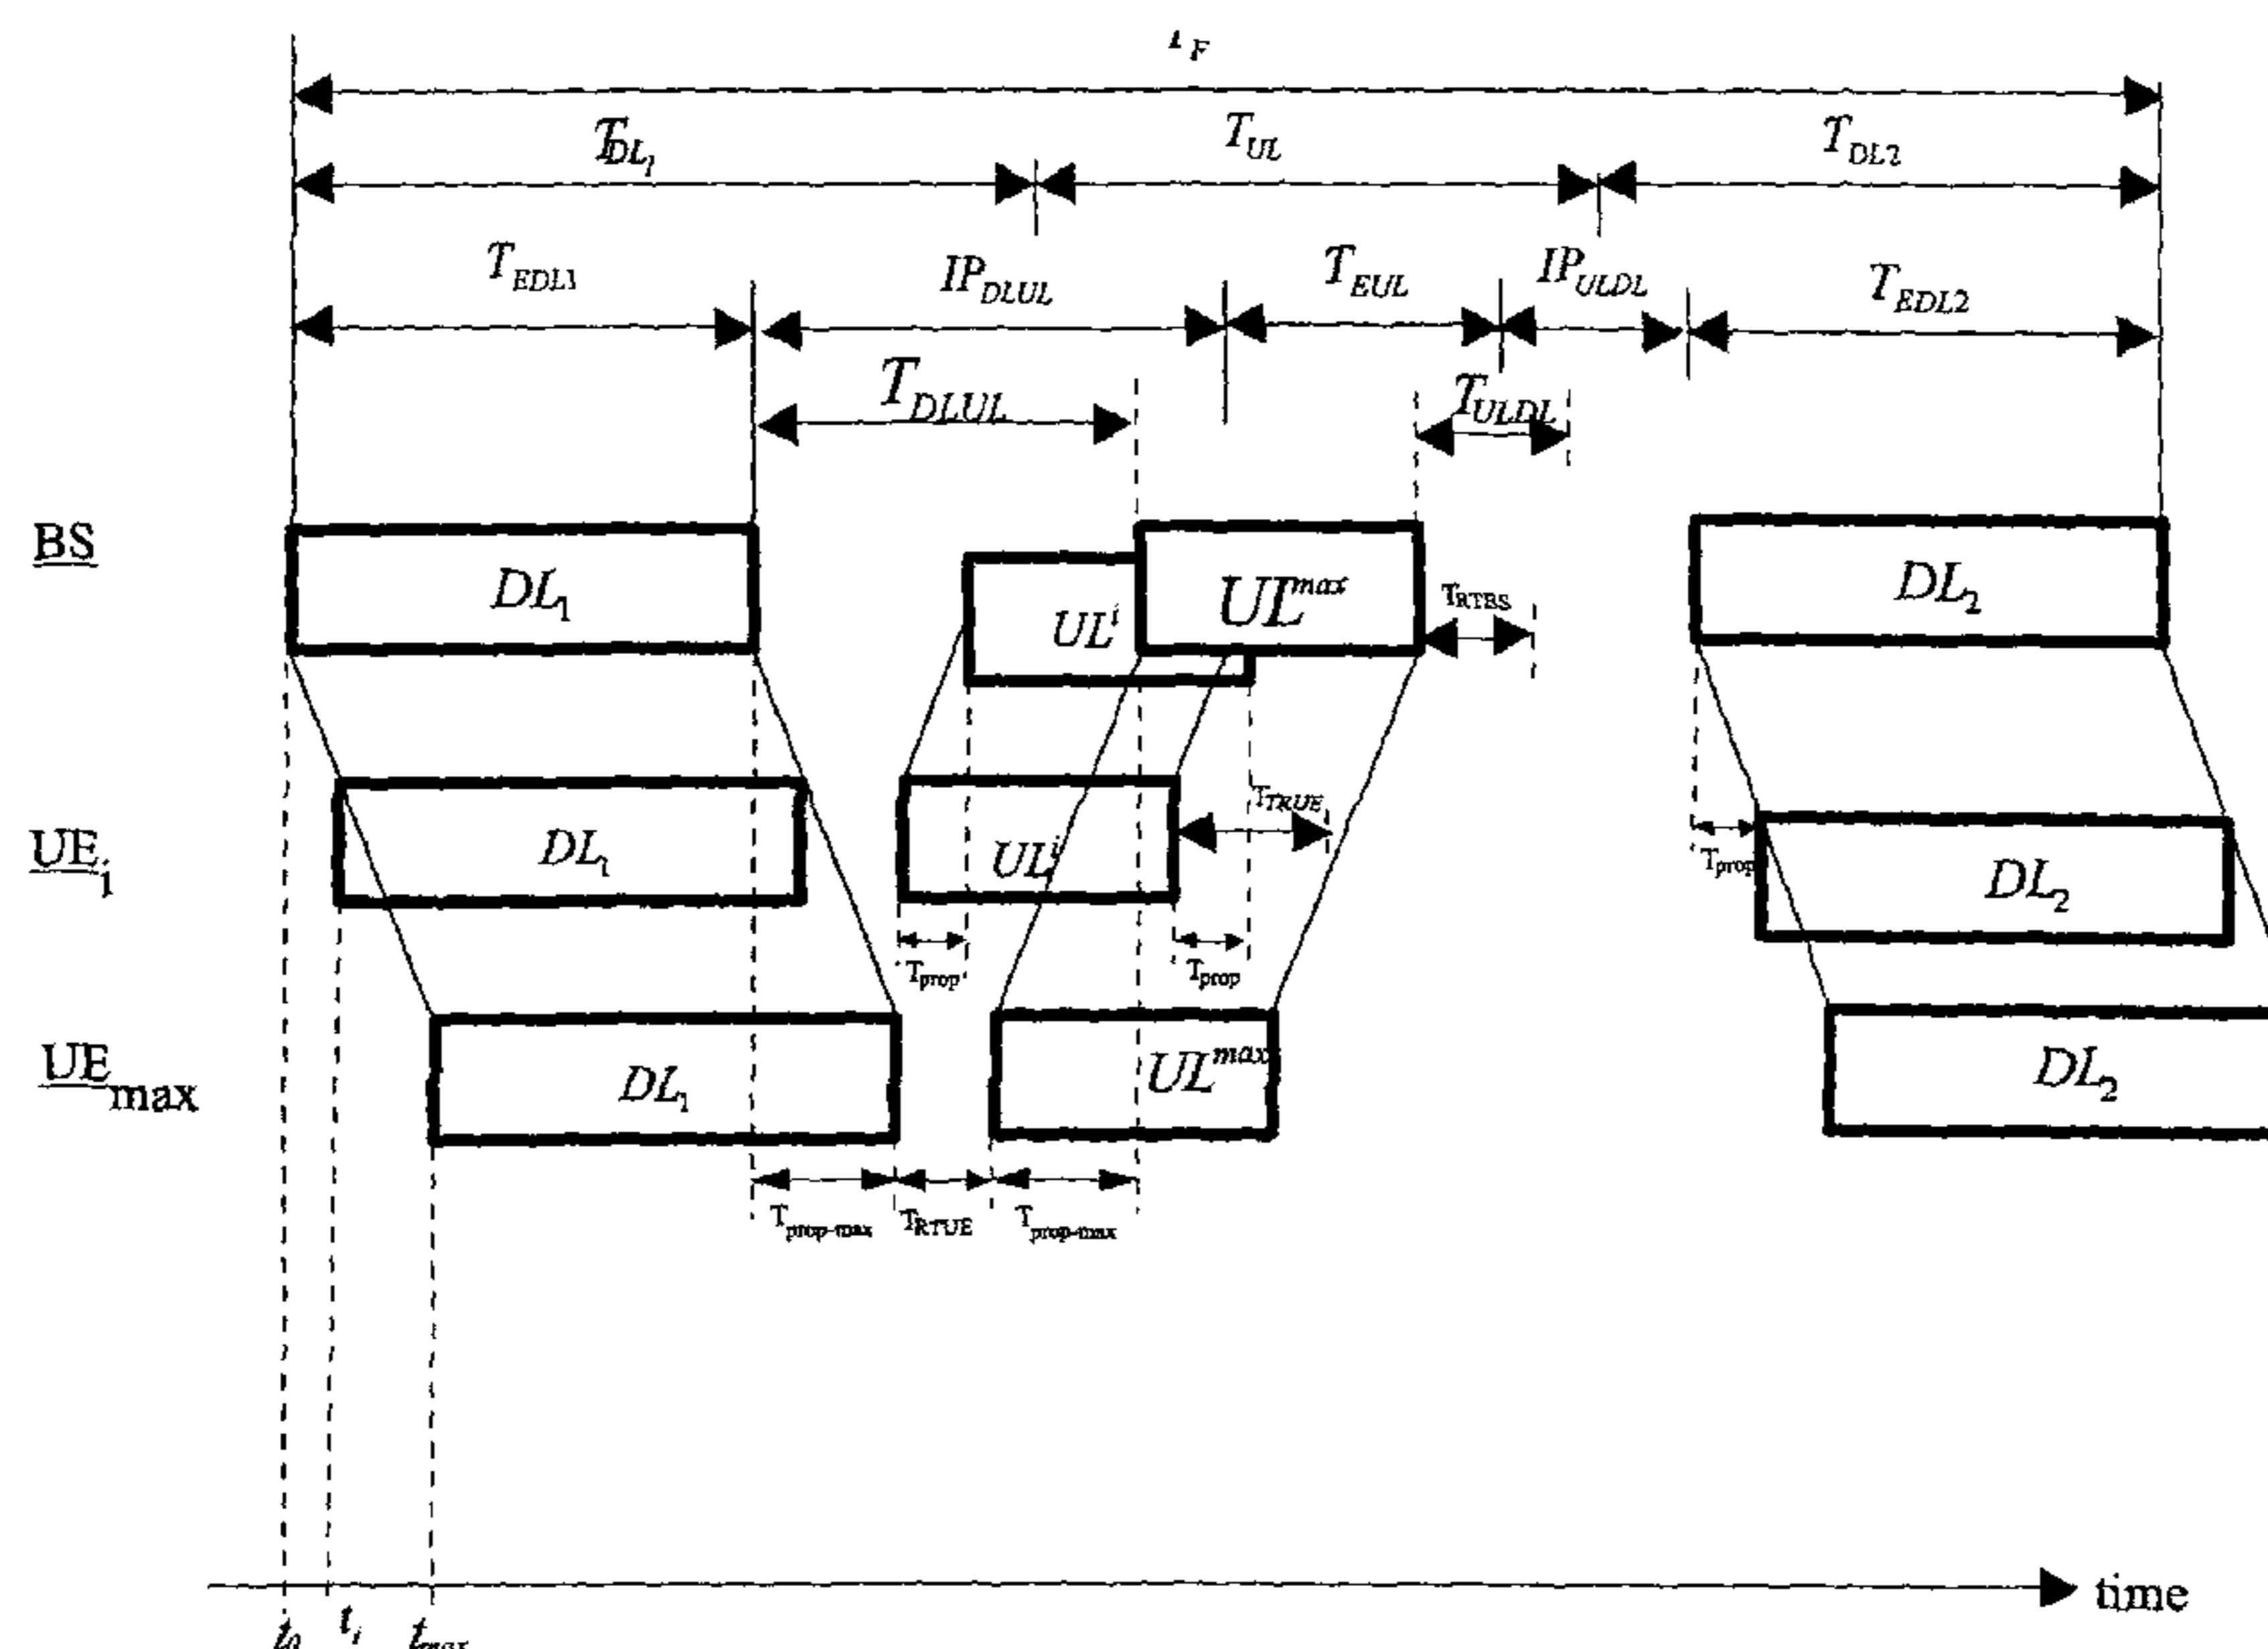 T_F
T_DL1 T_UL T_DL2
T_EDL1 IP_DLUL T_EUL IP_ULDL T_EDL2
T_DLUL T_ULDL
BS DL_1 UL^i UL^max T_RTBS DL_2
UE_i DL_1 UL^i T_TRUE T_prop DL_2
T_prop T_prop
UE_max DL_1 UL^max DL_2
T_prop-max T_RTUE T_prop-max
time
t_0 t_i t_max